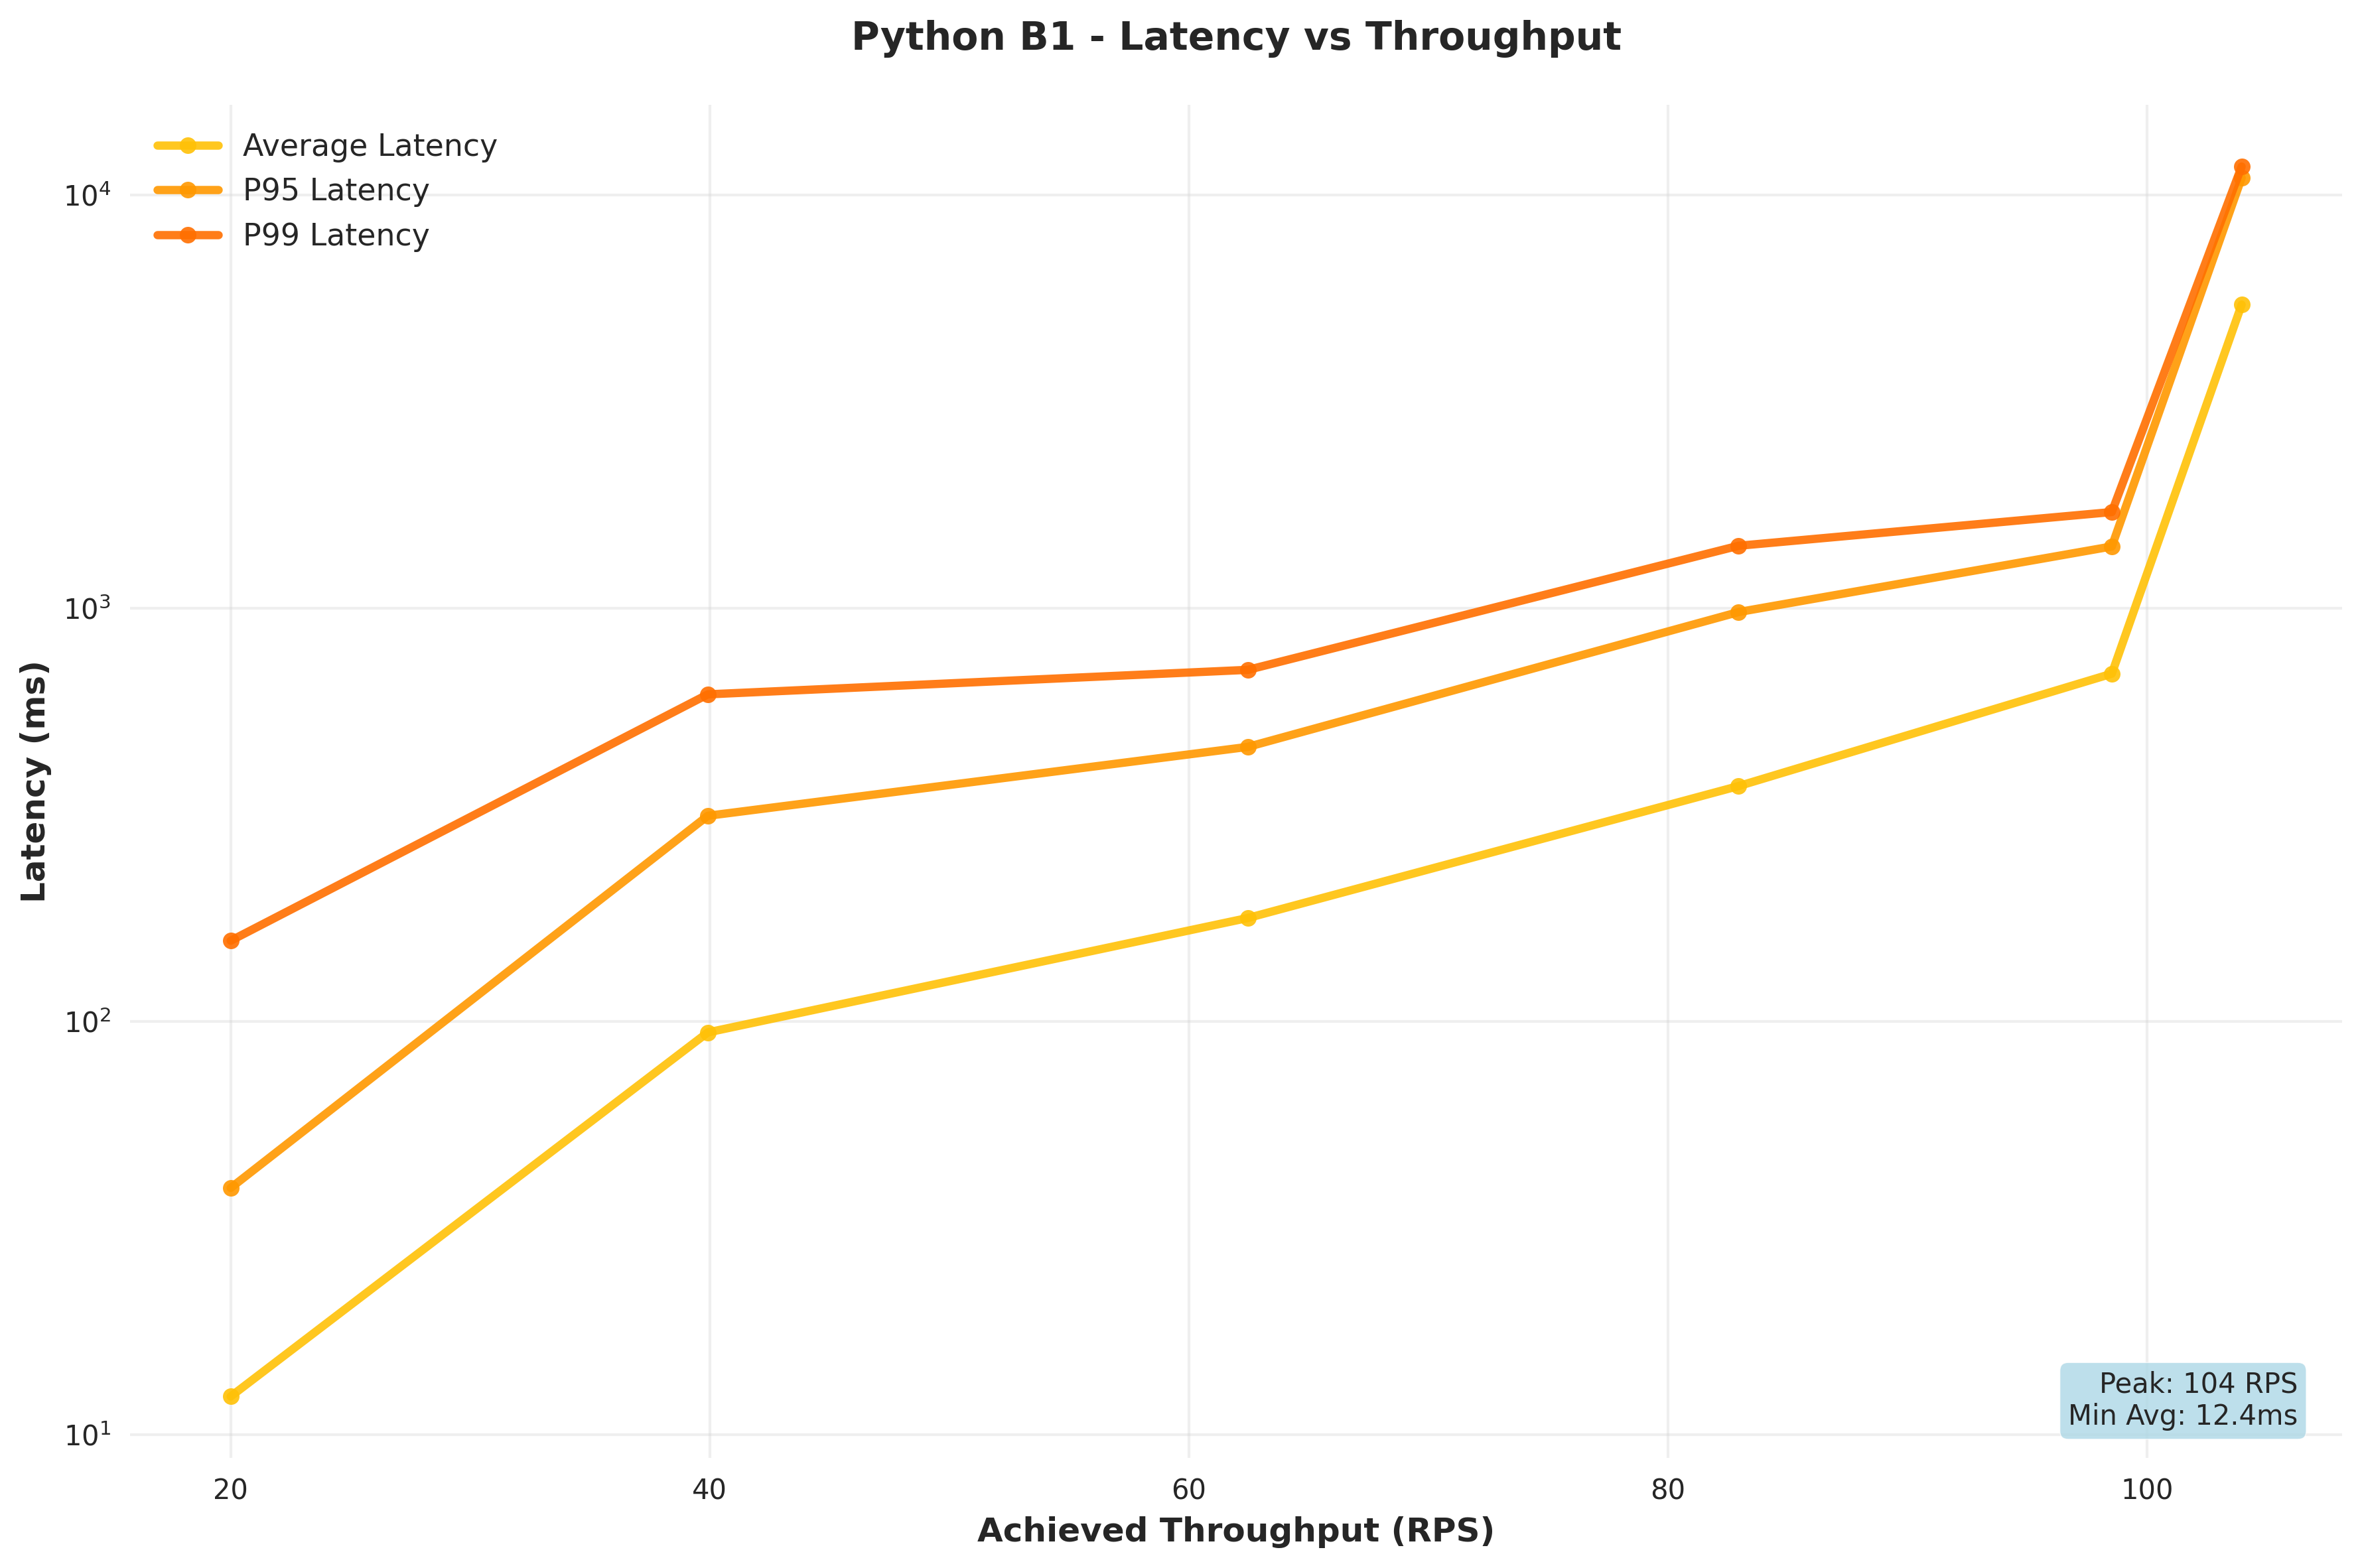 Python B1 - Latency vs Throughput
Average Latency
P95 Latency
P99 Latency
10⁴
10³
10²
10¹
Latency (ms)
20 40 60 80 100
Achieved Throughput (RPS)
Peak: 104 RPS
Min Avg: 12.4ms